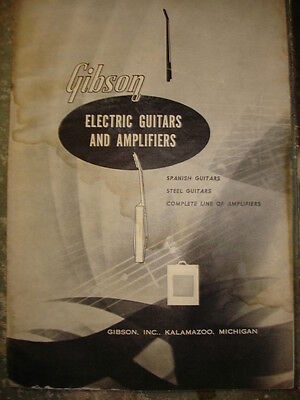 Gibson
ELECTRIC GUITARS
AND AMPLIFIERS
SPANISH GUITARS
STEEL GUITARS
COMPLETE LINE OF AMPLIFIERS
GIBSON, INC., KALAMAZOO, MICHIGAN